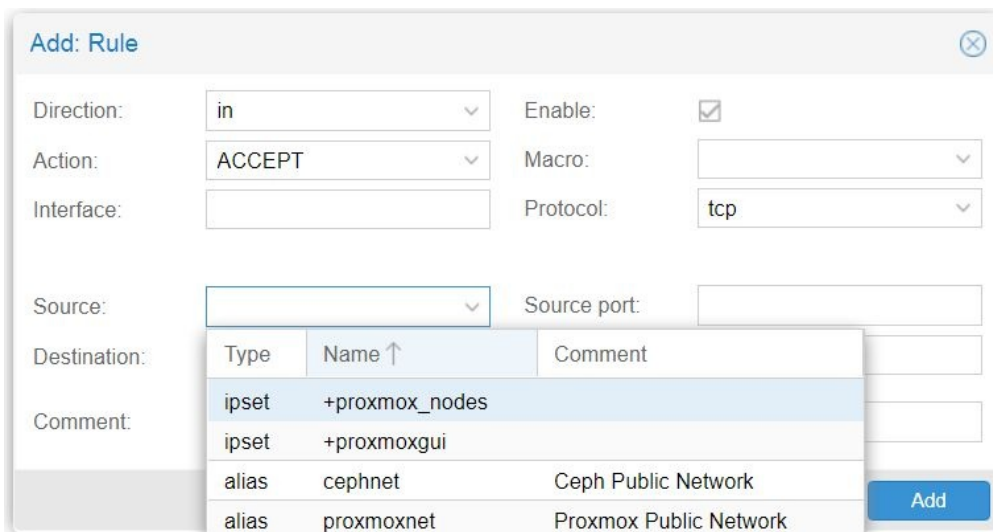 Add: Rule
Direction: in Enable:
Action: ACCEPT Macro:
Interface: Protocol: tcp
Source: Source port:
Destination: Type Name ↑ Comment
ipset +proxmox_nodes
Comment: ipset +proxmoxgui
alias cephnet Ceph Public Network
Add
alias proxmoxnet Proxmox Public Network